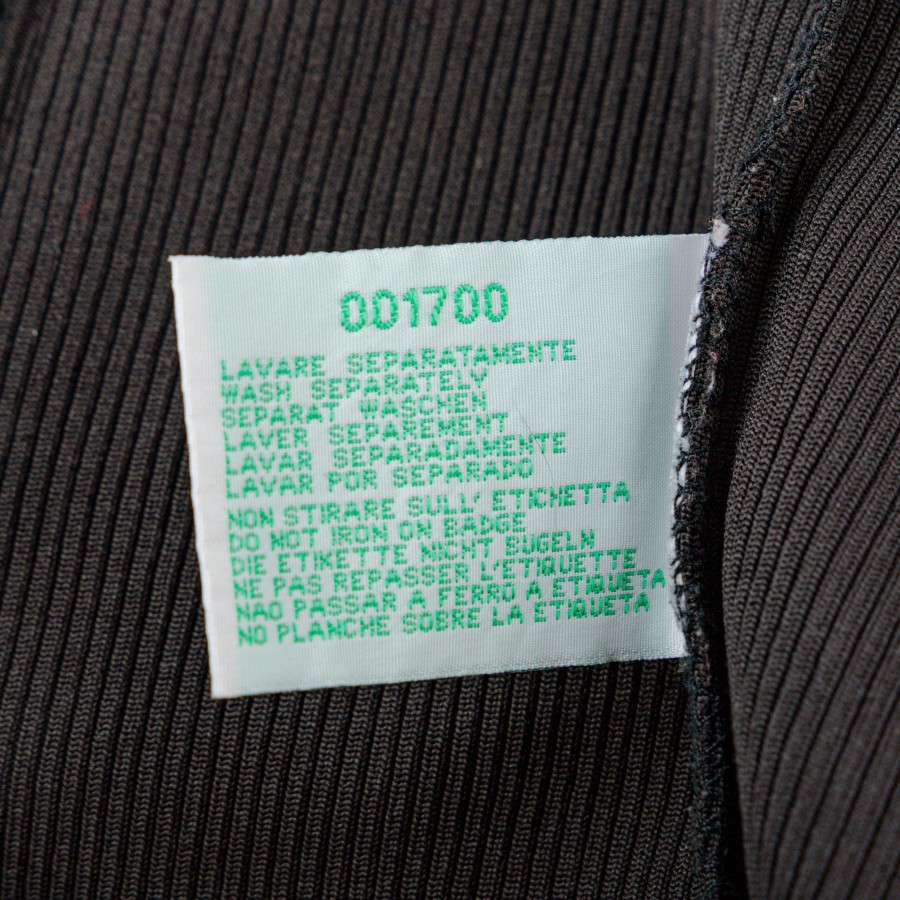 001700
LAVARE SEPARATAMENTE
WASH SEPARATELY
SEPARAT WASCHEN
LAVER SEPAREMENT
LAVAR SEPARADAMENTE
LAVAR POR SEPARADO
NON STIRARE SULL' ETICHETTA
DO NOT IRON ON BADGE
DIE ETIKETTE NICHT BUGELN
NE PAS REPASSER L'ETIQUETTE
NAO PASSAR A FERRO A ETIQUETA
NO PLANCHE SOBRE LA ETIQUETA